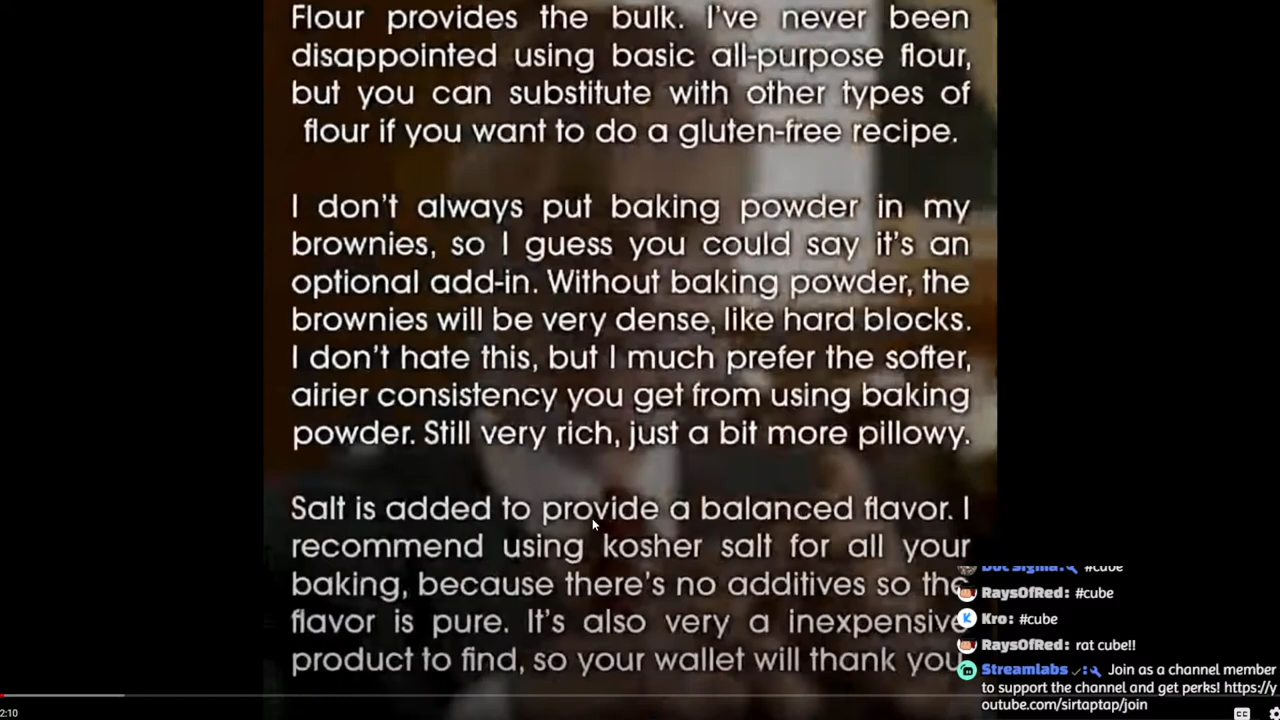 Flour provides the bulk. I've never been
disappointed using basic all-purpose flour,
but you can substitute with other types of
flour if you want to do a gluten-free recipe.
I don't always put baking powder in my
brownies, so I guess you could say it's an
optional add-in. Without baking powder, the
brownies will be very dense, like hard blocks.
I don't hate this, but I much prefer the softer,
airier consistency you get from using baking
powder. Still very rich, just a bit more pillowy.
Salt is added to provide a balanced flavor. I
recommend using kosher salt for all your
baking, because there's no additives so the
flavor is pure. It's also very a inexpensive
product to find, so your wallet will thank you
Dot Sigma: #cube
RaysOfRed: #cube
K Kro: #cube
RaysOfRed: rat cube!!
Streamlabs : Join as a channel member
to support the channel and get perks! https://y
outube.com/sirtaptap/join
2:10
CC